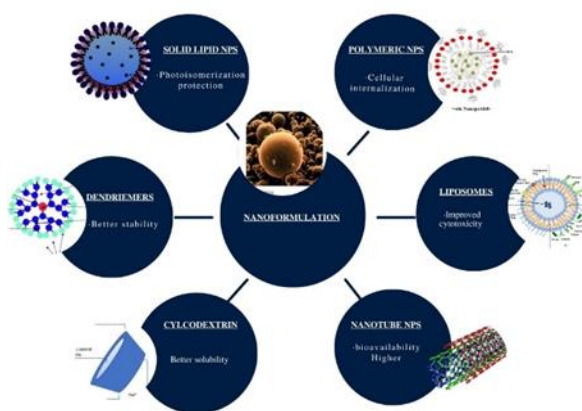 SOLID LIPID NPS
-Photoisomerization
protection
POLYMERIC NPS
-Cellular
internalization
DENDRIEMERS
-Better stability
NANOFORMULATION
LIPOSOMES
-Improved
cytotoxicity
CYLCODEXTRIN
Better solubility
NANOTUBE NPS
-bioavailability
Higher